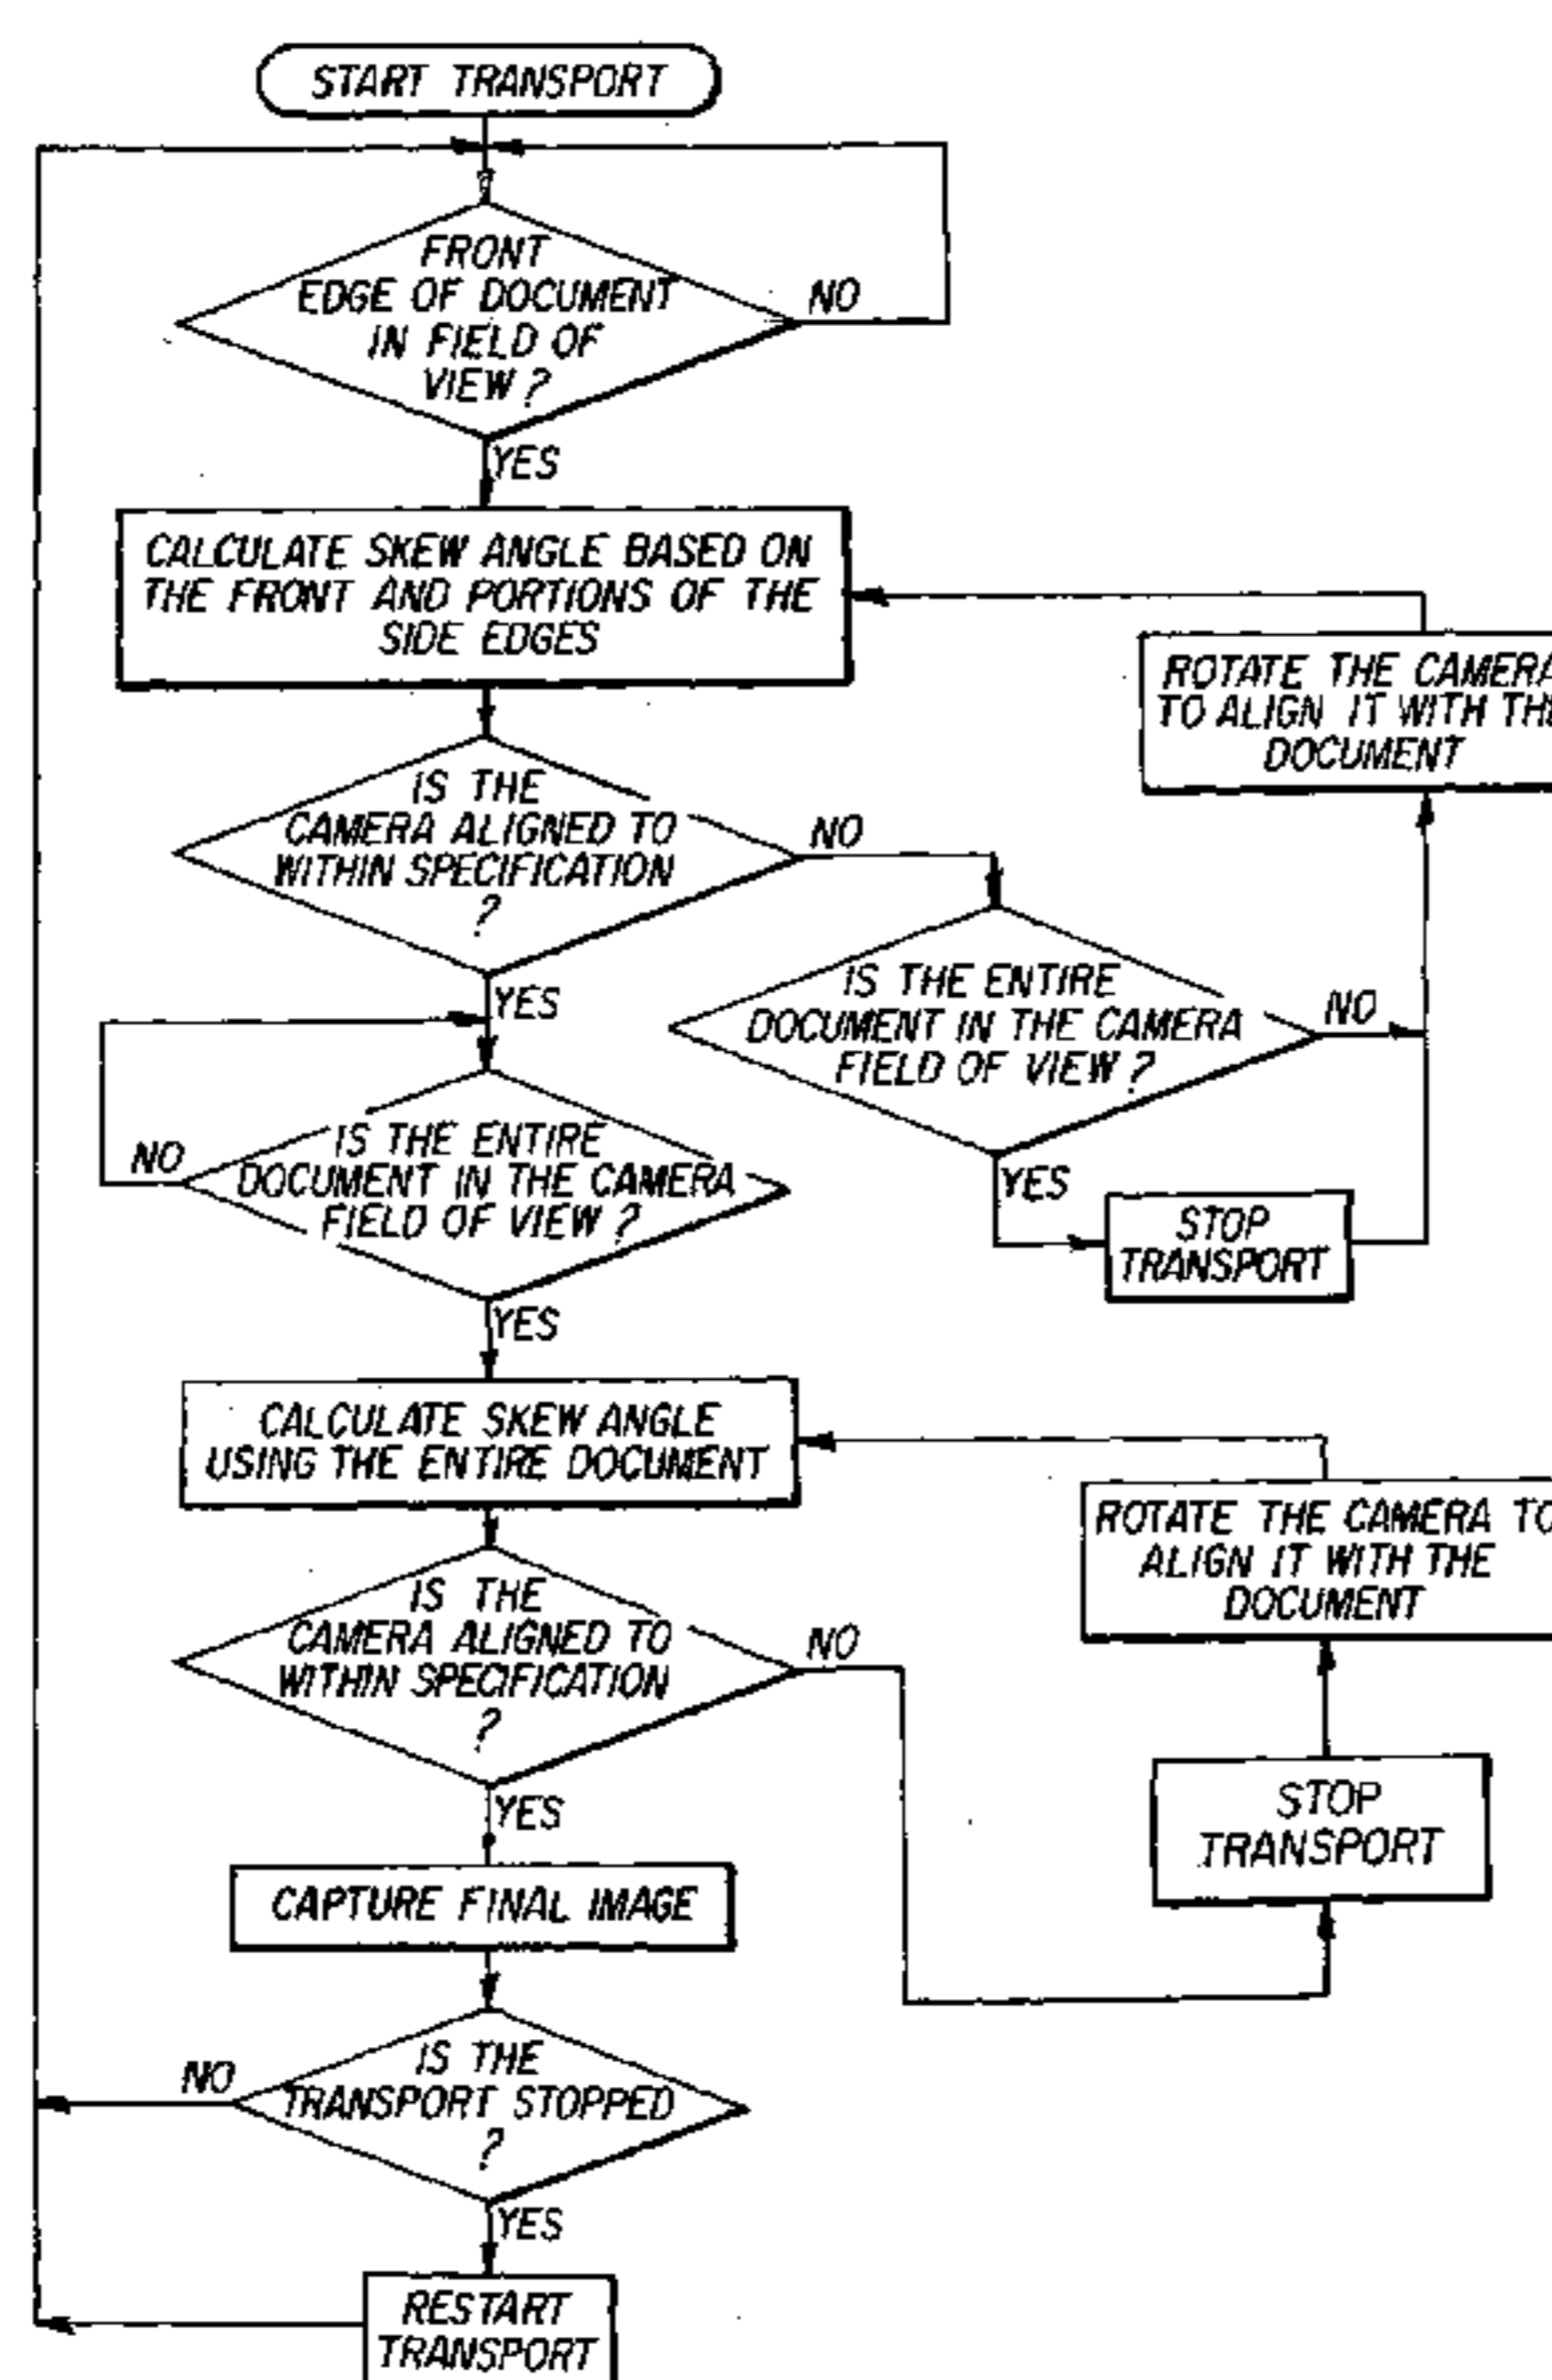 START TRANSPORT
FRONT
EDGE OF DOCUMENT
IN FIELD OF
VIEW ?
NO
YES
CALCULATE SKEW ANGLE BASED ON
THE FRONT AND PORTIONS OF THE
SIDE EDGES
ROTATE THE CAMERA
TO ALIGN IT WITH THE
DOCUMENT
IS THE
CAMERA ALIGNED TO
WITHIN SPECIFICATION
?
NO
YES
IS THE ENTIRE
DOCUMENT IN THE CAMERA
FIELD OF VIEW ?
NO
YES
STOP
TRANSPORT
IS THE ENTIRE
DOCUMENT IN THE CAMERA
FIELD OF VIEW ?
NO
YES
CALCULATE SKEW ANGLE
USING THE ENTIRE DOCUMENT
ROTATE THE CAMERA TO
ALIGN IT WITH THE
DOCUMENT
IS THE
CAMERA ALIGNED TO
WITHIN SPECIFICATION
?
NO
YES
STOP
TRANSPORT
CAPTURE FINAL IMAGE
IS THE
TRANSPORT STOPPED
?
NO
YES
RESTART
TRANSPORT